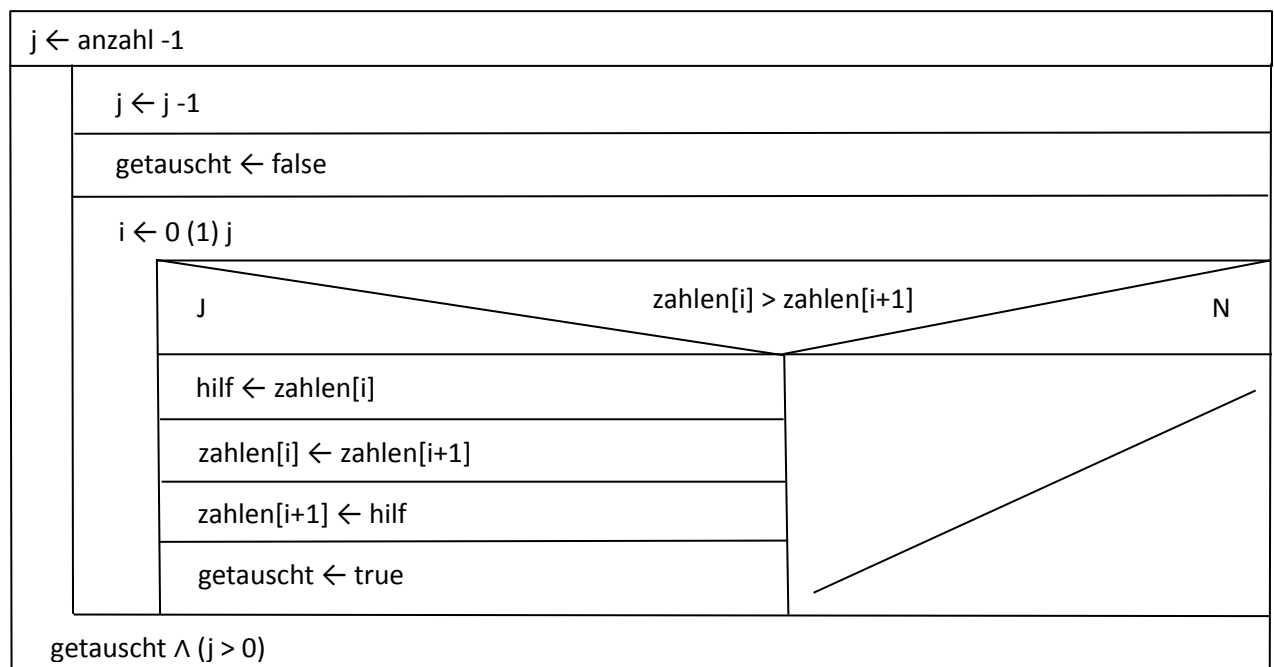 j ← anzahl -1
j ← j -1
getauscht ← false
i ← 0 (1) j
zahlen[i] > zahlen[i+1]
J
N
hilf ← zahlen[i]
zahlen[i] ← zahlen[i+1]
zahlen[i+1] ← hilf
getauscht ← true
getauscht ∧ (j > 0)